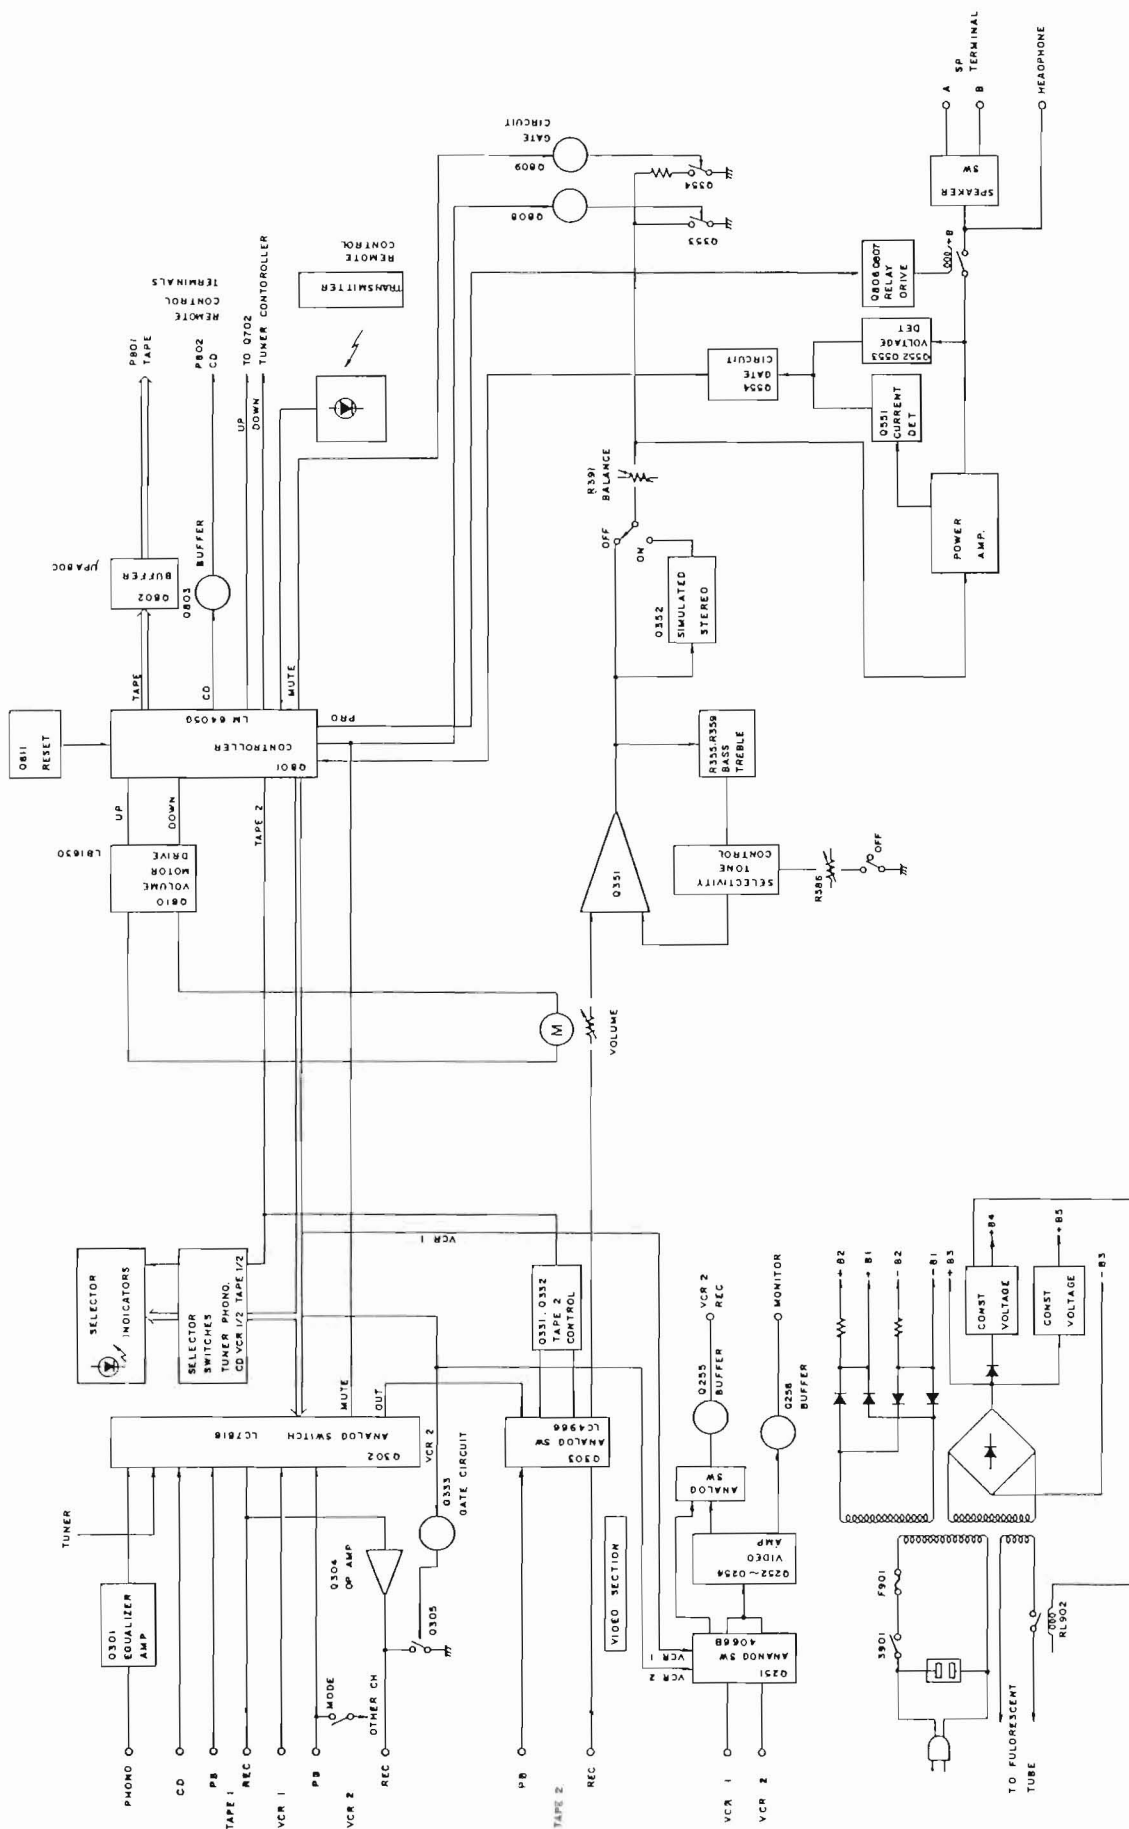 PHONO
CD
PB
TAPE 1
REC
VCR 1
PB
VCR 2
REC
PB
TAPE 2
REC
VCR 1
VCR 2
TO FULORESCENT
TUBE
TUNER
Q301
EQUALIZER
AMP
MODE
OTHER CH
Q304
OP AMP
Q305
Q333
GATE CIRCUIT
VCR 2
Q302
ANALOG SWITCH
LC7818
MUTE
OUT
SELECTOR
INDICATORS
SELECTOR
SWITCHES
TUNER PHONO.
CD VCR 1/2 TAPE 1/2
Q303
ANALOG SW
LC4966
Q331.Q332
TAPE 2
CONTROL
VCR 1
VIDEO SECTION
VCR 1
VCR 2
Q251
ANANOG SW
4066B
Q252~Q254
VIDEO
AMP
ANALOG
SW
Q255
BUFFER
VCR 2
REC
Q256
BUFFER
MONITOR
S901
F901
RL902
+B2
+B1
-B2
-B1
+B3
CONST
VOLTAGE
+B4
CONST
VOLTAGE
+B5
-B3
Q811
RESET
UP
DOWN
LB1630
Q810
VOLUME
MOTOR
DRIVE
TAPE 2
Q801
CONTROLLER
LM 6405G
TAPE
CD
MUTE
PRO
μPA80C
Q802
BUFFER
Q803
BUFFER
P801
TAPE
P802
CD
REMOTE
CONTROL
TERMINALS
UP
DOWN
TO Q702
TUNER CONTOROLLER
TRANSMITTER
REMOTE
CONTROL
M
VOLUME
Q351
R355.R359
BASS
TREBLE
SELECTIVITY
TONE
CONTROL
R386
OFF
Q352
SIMULATED
STEREO
OFF
ON
R391
BALANCE
Q808
Q809
GATE
CIRCUIT
Q353
Q354
Q554
GATE
CIRCUIT
Q551
CURRENT
DET
Q552 Q553
VOLTAGE
DET
Q806 Q807
RELAY
DRIVE
+B
POWER
AMP.
SPEAKER
SW
A
SP
B
TERMINAL
HEADPHONE